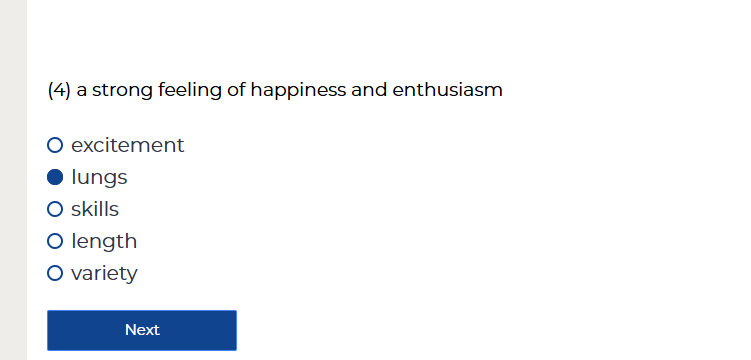 (4) a strong feeling of happiness and enthusiasm
excitement
lungs
skills
length
variety
Next